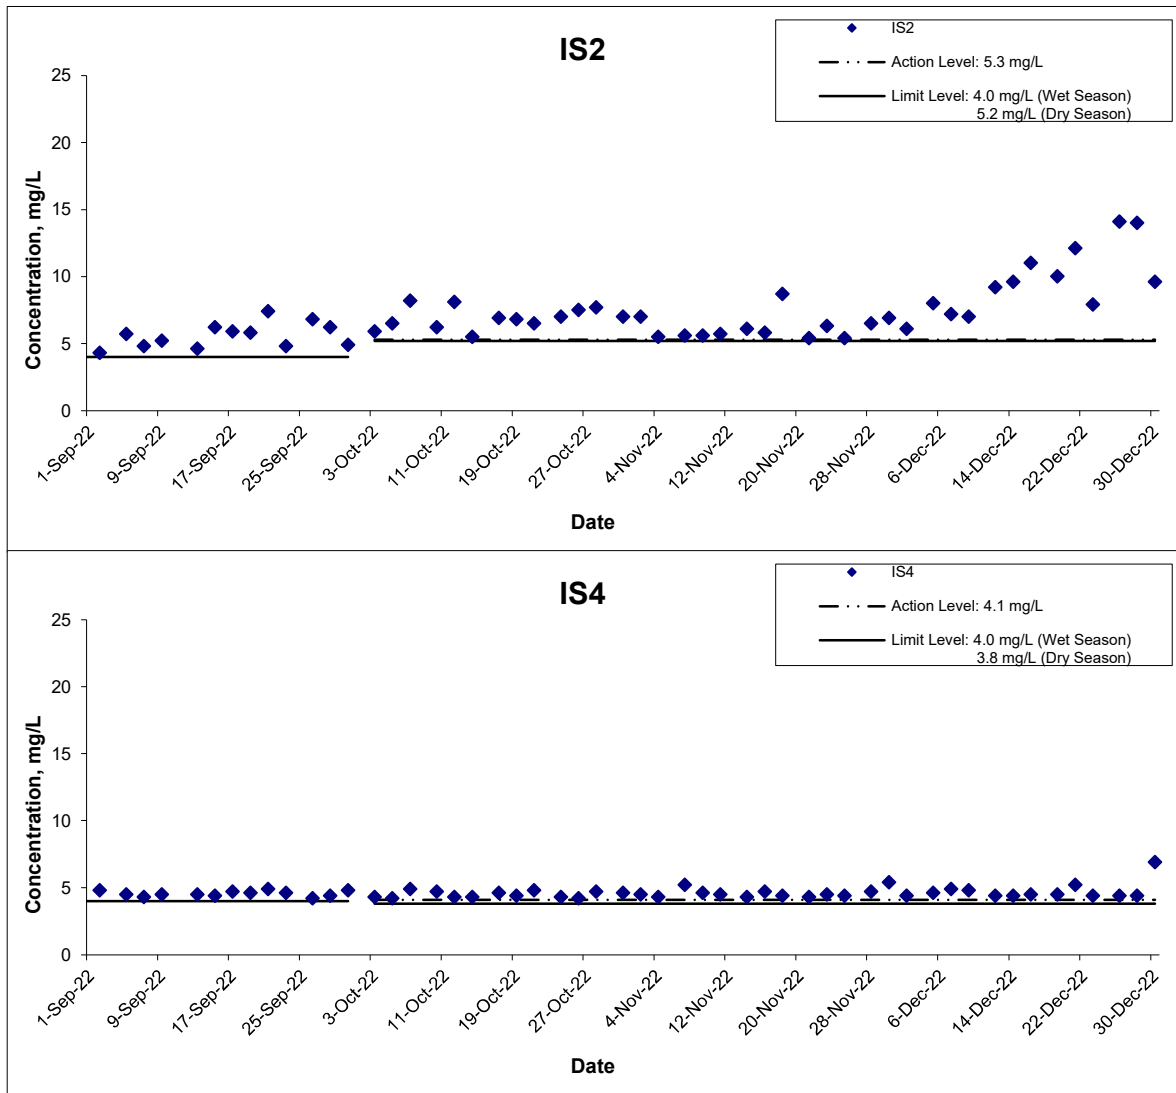 IS2
IS2
Action Level: 5.3 mg/L
Limit Level: 4.0 mg/L (Wet Season)
5.2 mg/L (Dry Season)
Concentration, mg/L
25
20
15
10
5
0
1-Sep-22
9-Sep-22
17-Sep-22
25-Sep-22
3-Oct-22
11-Oct-22
19-Oct-22
27-Oct-22
4-Nov-22
12-Nov-22
20-Nov-22
28-Nov-22
6-Dec-22
14-Dec-22
22-Dec-22
30-Dec-22
Date
IS4
IS4
Action Level: 4.1 mg/L
Limit Level: 4.0 mg/L (Wet Season)
3.8 mg/L (Dry Season)
Concentration, mg/L
25
20
15
10
5
0
1-Sep-22
9-Sep-22
17-Sep-22
25-Sep-22
3-Oct-22
11-Oct-22
19-Oct-22
27-Oct-22
4-Nov-22
12-Nov-22
20-Nov-22
28-Nov-22
6-Dec-22
14-Dec-22
22-Dec-22
30-Dec-22
Date